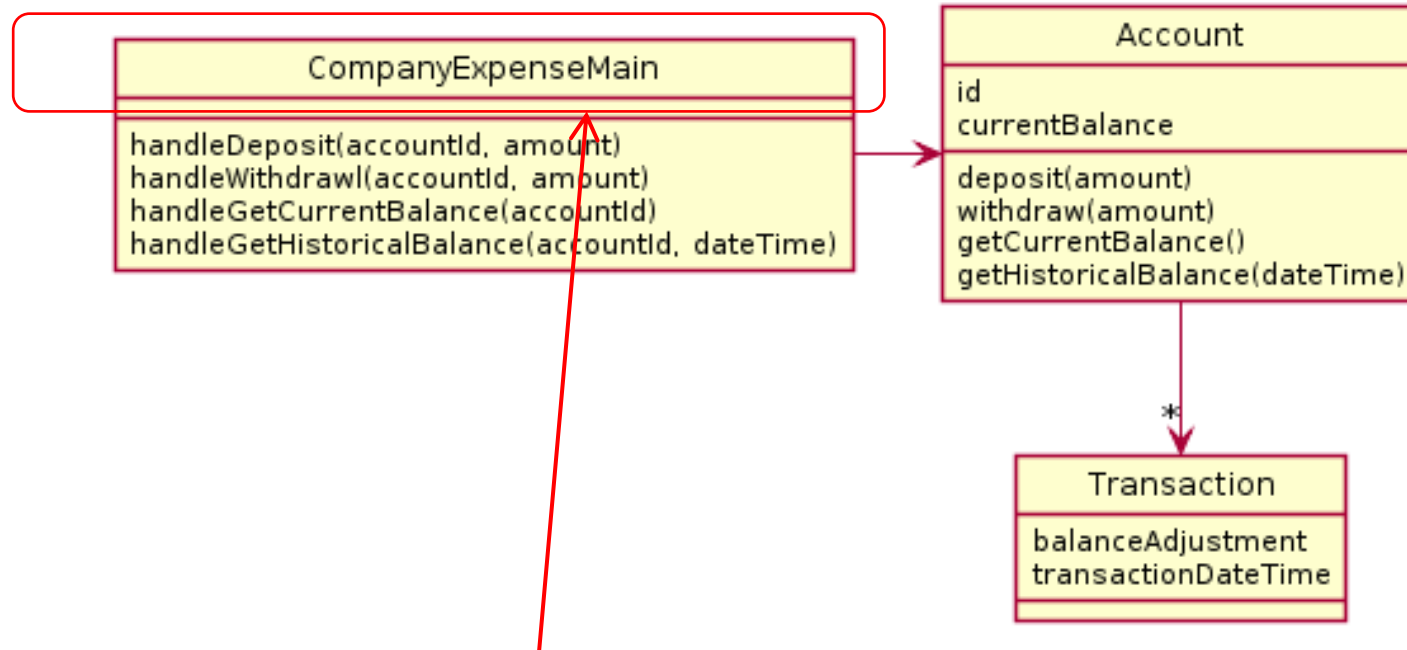 CompanyExpenseMain
handleDeposit(accountId, amount)
handleWithdrawl(accountId, amount)
handleGetCurrentBalance(accountId)
handleGetHistoricalBalance(accountId, dateTime)
Account
id
currentBalance
deposit(amount)
withdraw(amount)
getCurrentBalance()
getHistoricalBalance(dateTime)
*
Transaction
balanceAdjustment
transactionDateTime